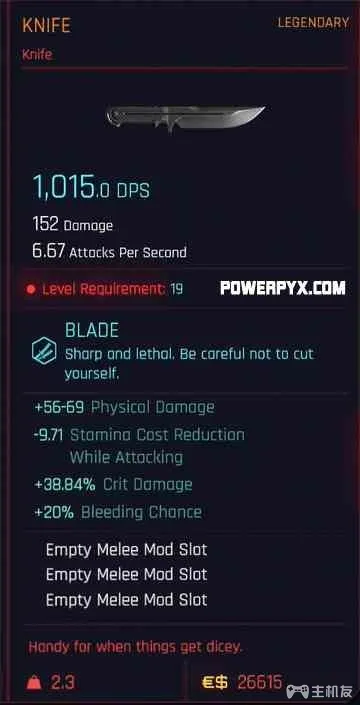 KNIFE
LEGENDARY
Knife
1,015.0 DPS
152 Damage
6.67 Attacks Per Second
Level Requirement: 19
POWERPYX.COM
BLADE
Sharp and lethal. Be careful not to cut
yourself.
+56-69 Physical Damage
-9.71 Stamina Cost Reduction
While Attacking
+38.84% Crit Damage
+20% Bleeding Chance
Empty Melee Mod Slot
Empty Melee Mod Slot
Empty Melee Mod Slot
Handy for when things get dicey.
2.3
€$ 26615
主机友